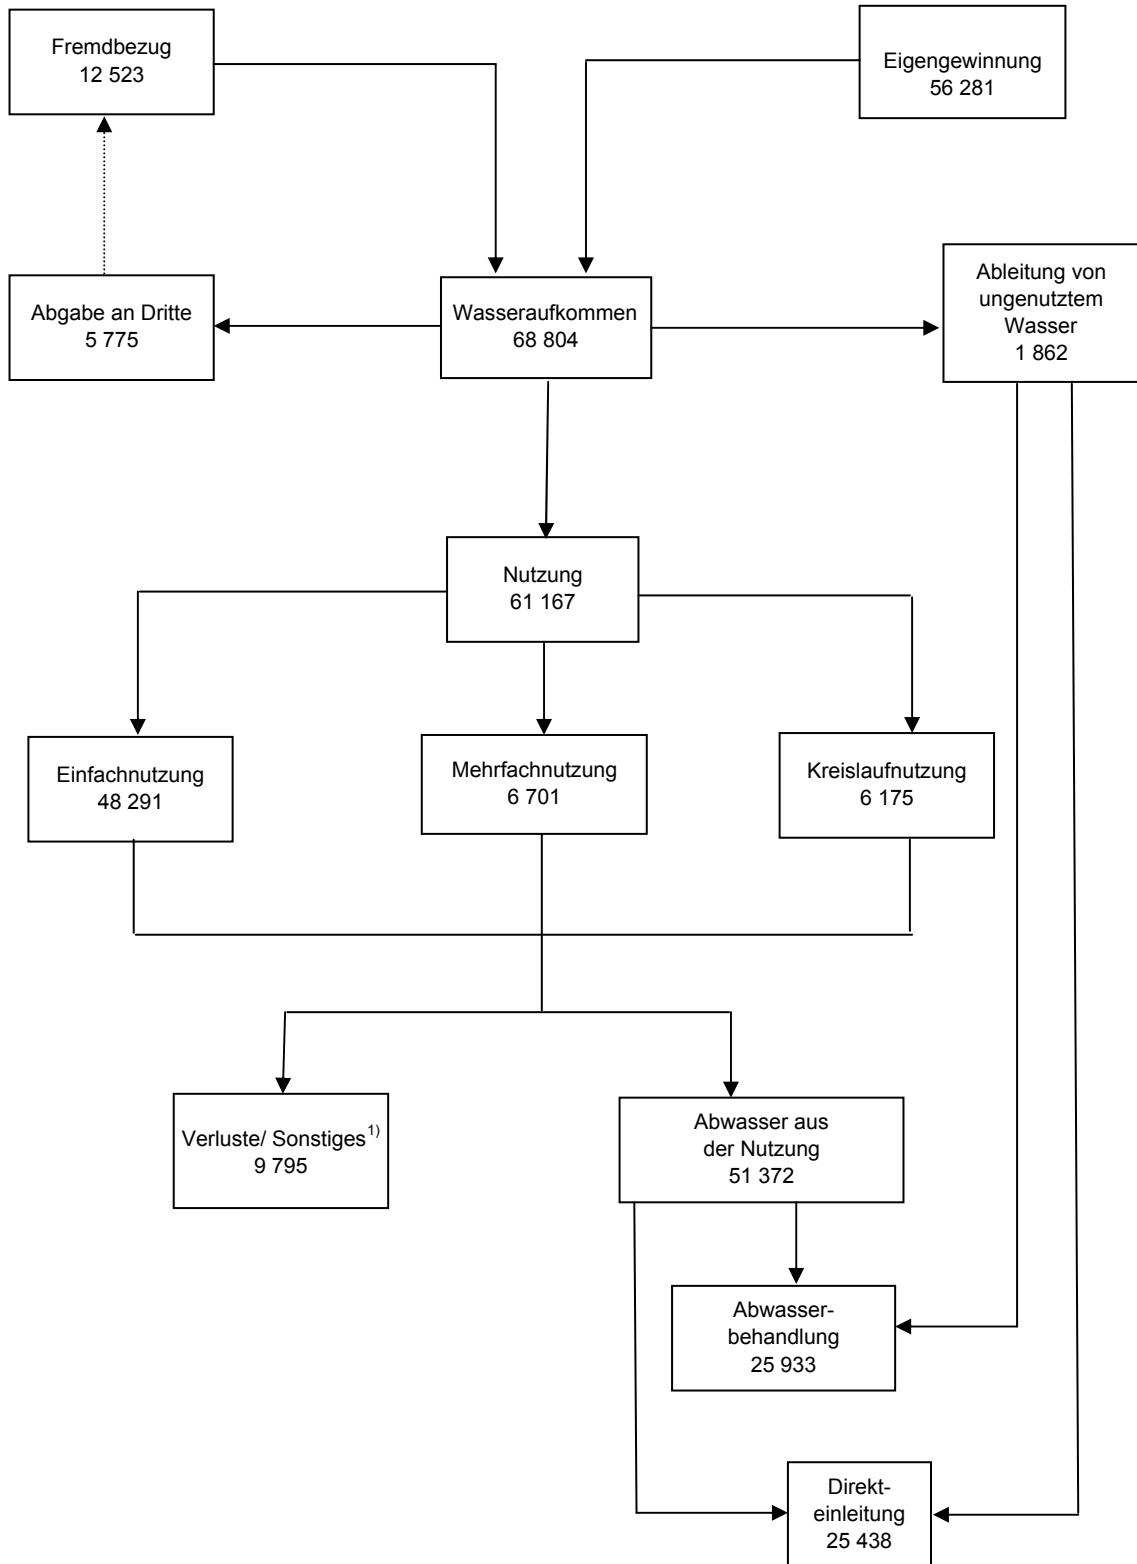 Fremdbezug
12 523
Eigengewinnung
56 281
Abgabe an Dritte
5 775
Wasseraufkommen
68 804
Ableitung von
ungenutztem
Wasser
1 862
Nutzung
61 167
Einfachnutzung
48 291
Mehrfachnutzung
6 701
Kreislaufnutzung
6 175
Verluste/ Sonstiges1)
9 795
Abwasser aus
der Nutzung
51 372
Abwasser-
behandlung
25 933
Direkt-
einleitung
25 438